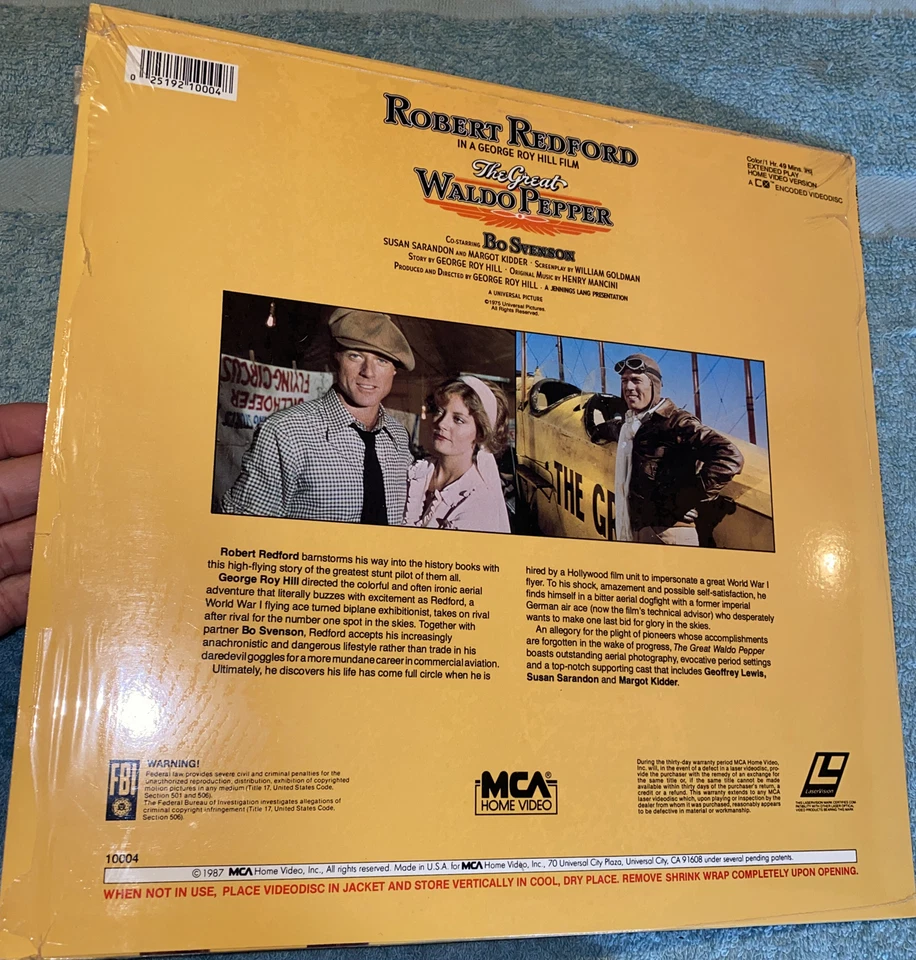 0 25192 10004
ROBERT REDFORD
IN A GEORGE ROY HILL FILM
The Great
WALDO PEPPER
Color/1 Hr. 49 Mins.
EXTENDED PLAY
HOME VIDEO VERSION
A CX ENCODED VIDEODISC
CO-STARRING BO SVENSON
SUSAN SARANDON AND MARGOT KIDDER · SCREENPLAY BY WILLIAM GOLDMAN
STORY BY GEORGE ROY HILL · ORIGINAL MUSIC BY HENRY MANCINI
PRODUCED AND DIRECTED BY GEORGE ROY HILL · A JENNINGS LANG PRESENTATION
A UNIVERSAL PICTURE
©1975 Universal Pictures.
All Rights Reserved.
FLYING CIRCUS
THE GR
Robert Redford barnstorms his way into the history books with
this high-flying story of the greatest stunt pilot of them all.
George Roy Hill directed the colorful and often ironic aerial
adventure that literally buzzes with excitement as Redford, a
World War I flying ace turned biplane exhibitionist, takes on rival
after rival for the number one spot in the skies. Together with
partner Bo Svenson, Redford accepts his increasingly
anachronistic and dangerous lifestyle rather than trade in his
daredevil goggles for a more mundane career in commercial aviation.
Ultimately, he discovers his life has come full circle when he is
hired by a Hollywood film unit to impersonate a great World War I
flyer. To his shock, amazement and possible self-satisfaction, he
finds himself in a bitter aerial dogfight with a former imperial
German air ace (now the film's technical advisor) who desperately
wants to make one last bid for glory in the skies.
An allegory for the plight of pioneers whose accomplishments
are forgotten in the wake of progress, The Great Waldo Pepper
boasts outstanding aerial photography, evocative period settings
and a top-notch supporting cast that includes Geoffrey Lewis,
Susan Sarandon and Margot Kidder.
FBI
WARNING!
Federal law provides severe civil and criminal penalties for the
unauthorized reproduction, distribution, exhibition of copyrighted
motion pictures in any medium (Title 17, United States Code,
Section 501 and 506).
The Federal Bureau of Investigation investigates allegations of
criminal copyright infringement (Title 17, United States Code,
Section 506).
MCA®
HOME VIDEO
During the thirty-day warranty period MCA Home Video,
Inc. will, in the event of a defect in a laser videodisc, pro-
vide the purchaser with the remedy of an exchange for
the same title or, if the same title cannot be made
available within thirty days of the purchaser's return, a
credit or a refund. This warranty extends to any MCA
laser videodisc which, upon playing or inspection by the
dealer from whom it was purchased, reasonably appears
to be defective in material or workmanship.
LaserVision
10004
©1987 MCA Home Video, Inc., All rights reserved. Made in U.S.A. for MCA Home Video, Inc., 70 Universal City Plaza, Universal City, CA 91608 under several pending patents.
WHEN NOT IN USE, PLACE VIDEODISC IN JACKET AND STORE VERTICALLY IN COOL, DRY PLACE. REMOVE SHRINK WRAP COMPLETELY UPON OPENING.